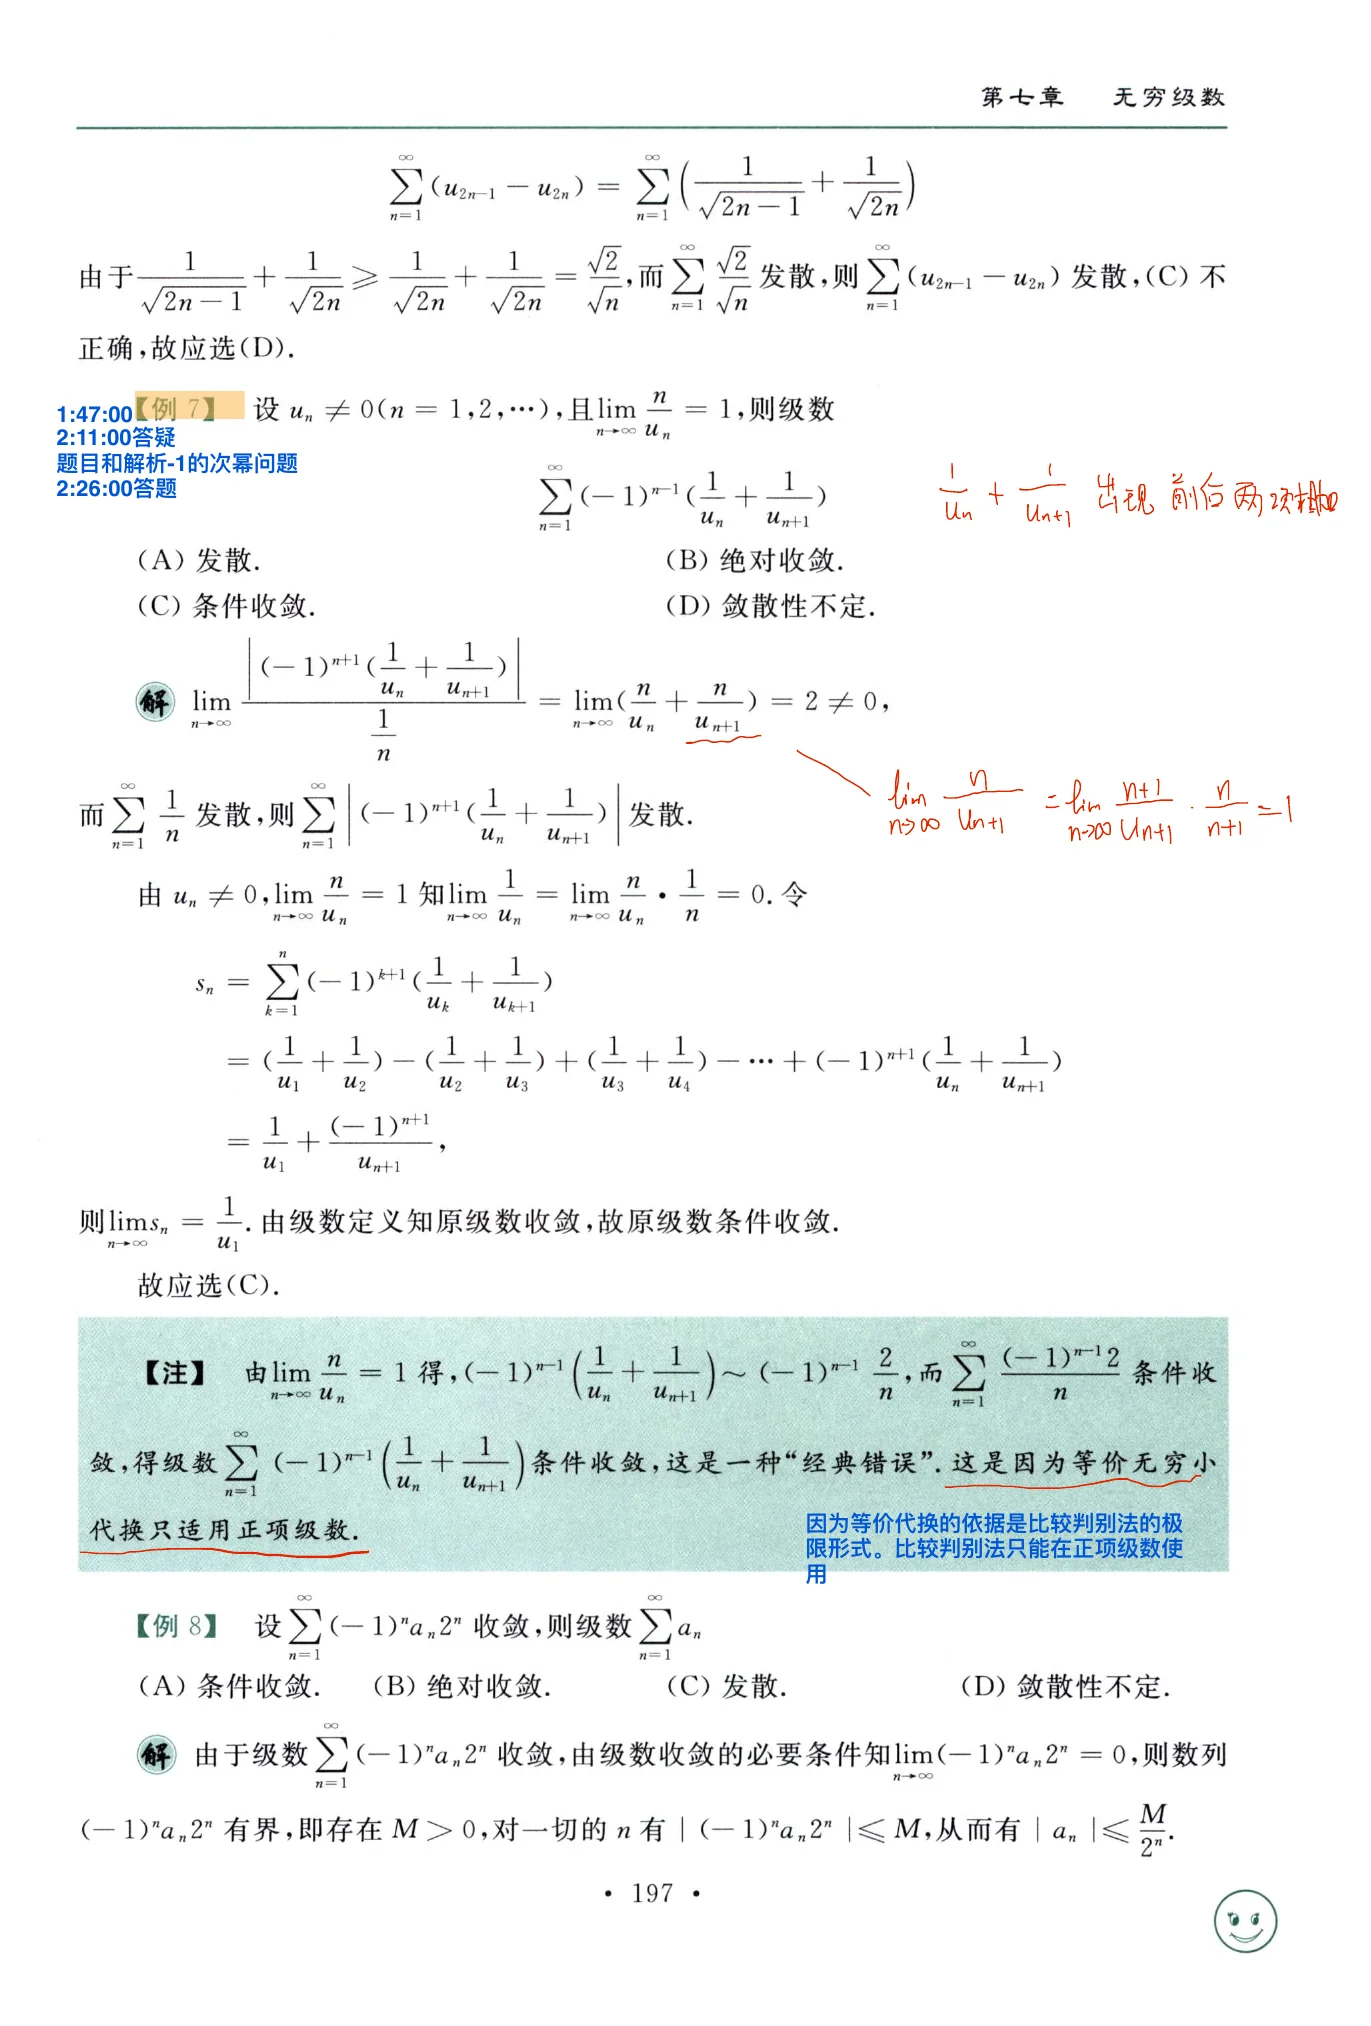 第七章 无穷级数
$\sum_{n=1}^{\infty}(u_{2n-1}-u_{2n})=\sum_{n=1}^{\infty}\left(\frac{1}{\sqrt{2n-1}}+\frac{1}{\sqrt{2n}}\right)$
由于$\frac{1}{\sqrt{2n-1}}+\frac{1}{\sqrt{2n}}\geqslant\frac{1}{\sqrt{2n}}+\frac{1}{\sqrt{2n}}=\frac{\sqrt{2}}{\sqrt{n}}$,而$\sum_{n=1}^{\infty}\frac{\sqrt{2}}{\sqrt{n}}$发散,则$\sum_{n=1}^{\infty}(u_{2n-1}-u_{2n})$发散,(C)不
正确,故应选(D).
1:47:00【例 7】 设 $u_n\neq 0(n=1,2,\cdots)$,且$\lim_{n\to\infty}\frac{n}{u_n}=1$,则级数
2:11:00答疑
题目和解析-1的次幂问题
2:26:00答题
$\sum_{n=1}^{\infty}(-1)^{n-1}(\frac{1}{u_n}+\frac{1}{u_{n+1}})$
$\frac{1}{u_n}+\frac{1}{u_{n+1}}$ 出现 前后两项相加
(A) 发散. (B) 绝对收敛.
(C) 条件收敛. (D) 敛散性不定.
解 $\lim_{n\to\infty}\frac{\left|(-1)^{n+1}(\frac{1}{u_n}+\frac{1}{u_{n+1}})\right|}{\frac{1}{n}}=\lim_{n\to\infty}(\frac{n}{u_n}+\frac{n}{u_{n+1}})=2\neq 0$,
$\lim_{n\to\infty}\frac{n}{u_{n+1}}=\lim_{n\to\infty}\frac{n+1}{u_{n+1}}\cdot\frac{n}{n+1}=1$
而$\sum_{n=1}^{\infty}\frac{1}{n}$发散,则$\sum_{n=1}^{\infty}\left|(-1)^{n+1}(\frac{1}{u_n}+\frac{1}{u_{n+1}})\right|$发散.
由 $u_n\neq 0$,$\lim_{n\to\infty}\frac{n}{u_n}=1$ 知$\lim_{n\to\infty}\frac{1}{u_n}=\lim_{n\to\infty}\frac{n}{u_n}\cdot\frac{1}{n}=0$.令
$s_n=\sum_{k=1}^{n}(-1)^{k+1}(\frac{1}{u_k}+\frac{1}{u_{k+1}})$
$=(\frac{1}{u_1}+\frac{1}{u_2})-(\frac{1}{u_2}+\frac{1}{u_3})+(\frac{1}{u_3}+\frac{1}{u_4})-\cdots+(-1)^{n+1}(\frac{1}{u_n}+\frac{1}{u_{n+1}})$
$=\frac{1}{u_1}+\frac{(-1)^{n+1}}{u_{n+1}}$,
则$\lim_{n\to\infty}s_n=\frac{1}{u_1}$.由级数定义知原级数收敛,故原级数条件收敛.
故应选(C).
【注】 由$\lim_{n\to\infty}\frac{n}{u_n}=1$ 得,$(-1)^{n-1}\left(\frac{1}{u_n}+\frac{1}{u_{n+1}}\right)\sim(-1)^{n-1}\frac{2}{n}$,而$\sum_{n=1}^{\infty}\frac{(-1)^{n-1}2}{n}$条件收
敛,得级数$\sum_{n=1}^{\infty}(-1)^{n-1}\left(\frac{1}{u_n}+\frac{1}{u_{n+1}}\right)$条件收敛,这是一种“经典错误”.这是因为等价无穷小
代换只适用正项级数.
因为等价代换的依据是比较判别法的极
限形式。比较判别法只能在正项级数使
用
【例 8】 设$\sum_{n=1}^{\infty}(-1)^n a_n 2^n$收敛,则级数$\sum_{n=1}^{\infty}a_n$
(A) 条件收敛. (B) 绝对收敛. (C) 发散. (D) 敛散性不定.
解 由于级数$\sum_{n=1}^{\infty}(-1)^n a_n 2^n$收敛,由级数收敛的必要条件知$\lim_{n\to\infty}(-1)^n a_n 2^n=0$,则数列
$(-1)^n a_n 2^n$有界,即存在 $M>0$,对一切的 $n$ 有 $|(-1)^n a_n 2^n|\leqslant M$,从而有 $|a_n|\leqslant\frac{M}{2^n}$.
• 197 •